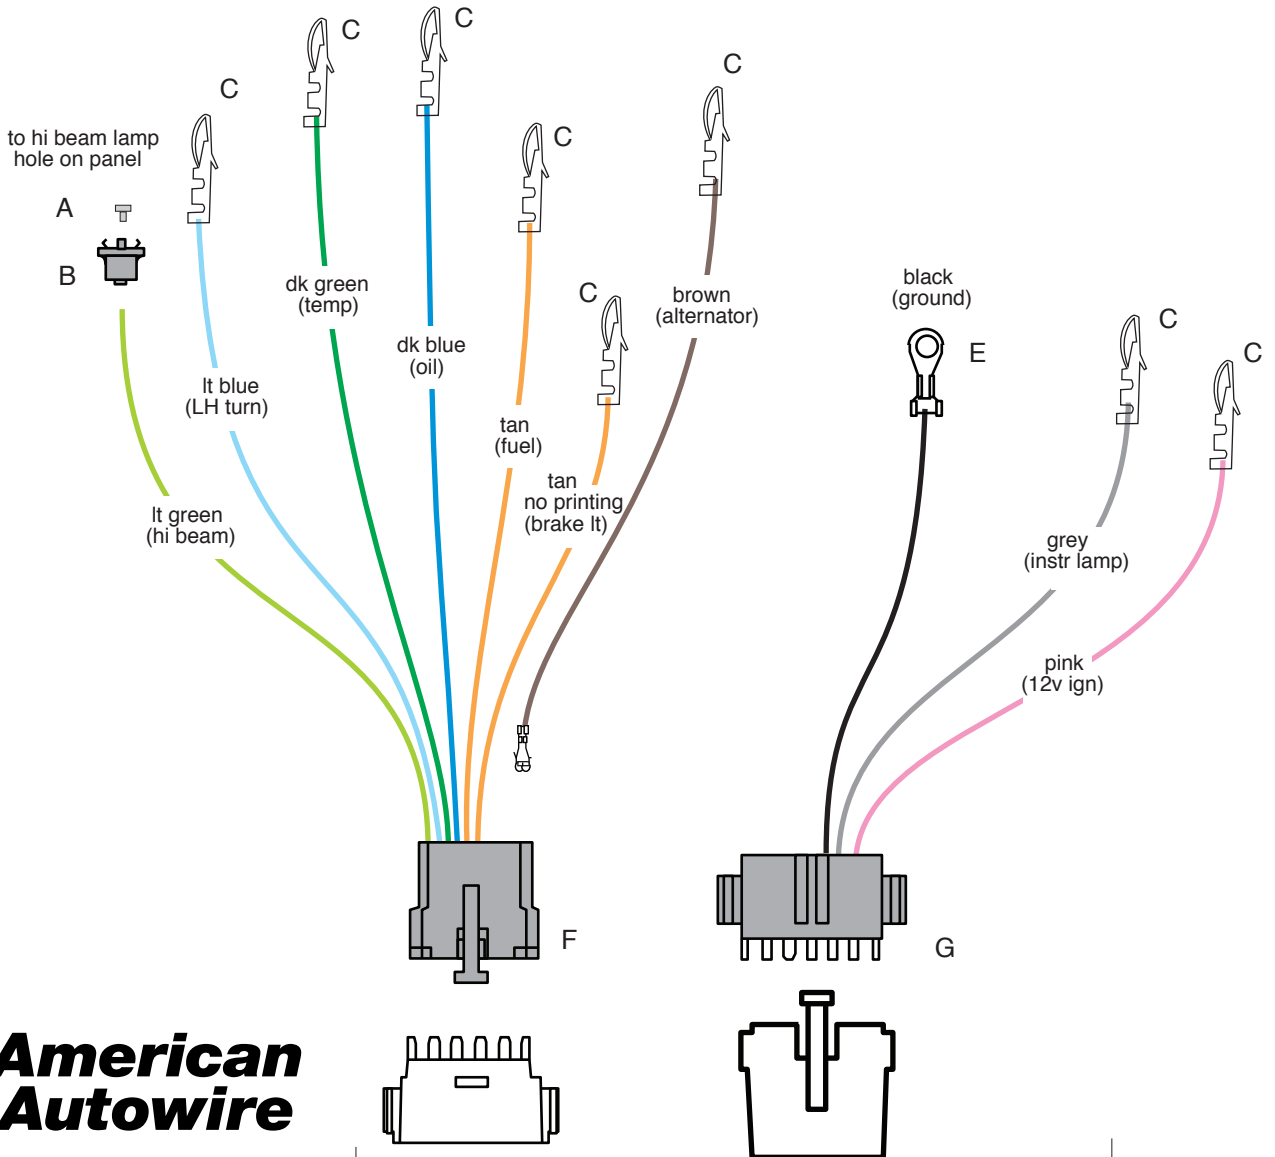 C
C
C
C
C
to hi beam lamp
hole on panel
A
B
dk green
(temp)
dk blue
(oil)
C
brown
(alternator)
black
(ground)
E
C
C
lt blue
(LH turn)
tan
(fuel)
tan
no printing
(brake lt)
lt green
(hi beam)
grey
(instr lamp)
pink
(12v ign)
F
G
American
Autowire